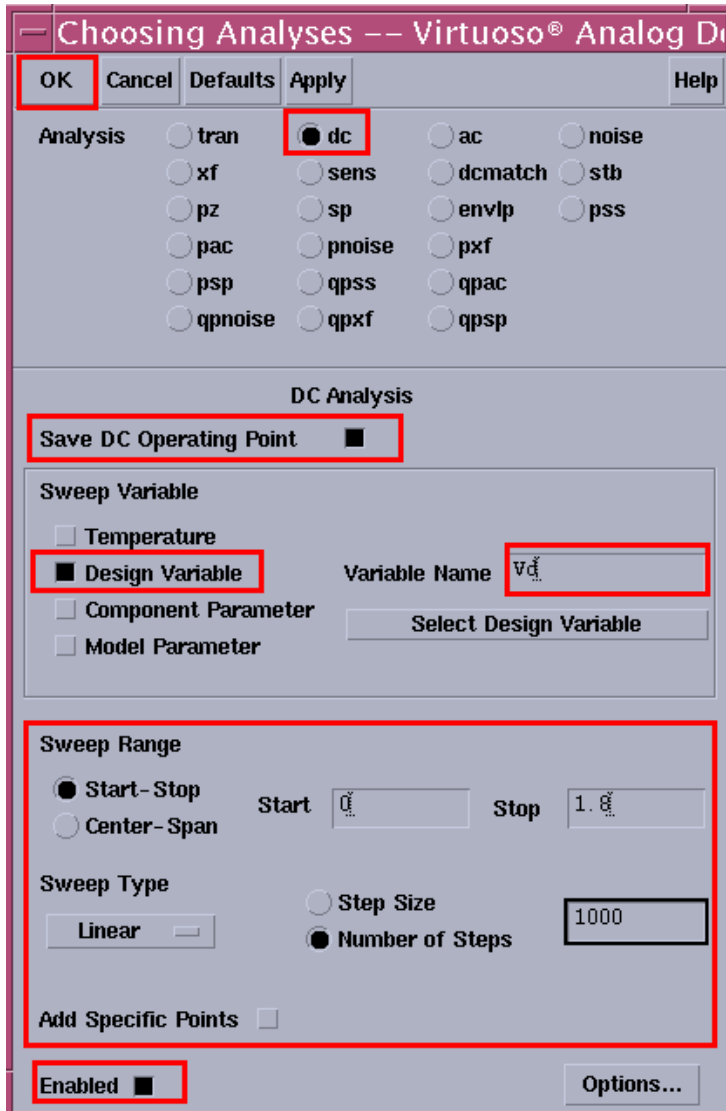 Choosing Analyses -- Virtuoso® Analog D
OK Cancel Defaults Apply Help
Analysis tran dc ac noise
xf sens dcmatch stb
pz sp envlp pss
pac pnoise pxf
psp qpss qpac
qpnoise qpxf qpsp
DC Analysis
Save DC Operating Point
Sweep Variable
Temperature
Design Variable Variable Name Vd
Component Parameter Select Design Variable
Model Parameter
Sweep Range
Start-Stop Start 0 Stop 1.8
Center-Span
Sweep Type
Step Size
Linear Number of Steps 1000
Add Specific Points
Enabled Options...